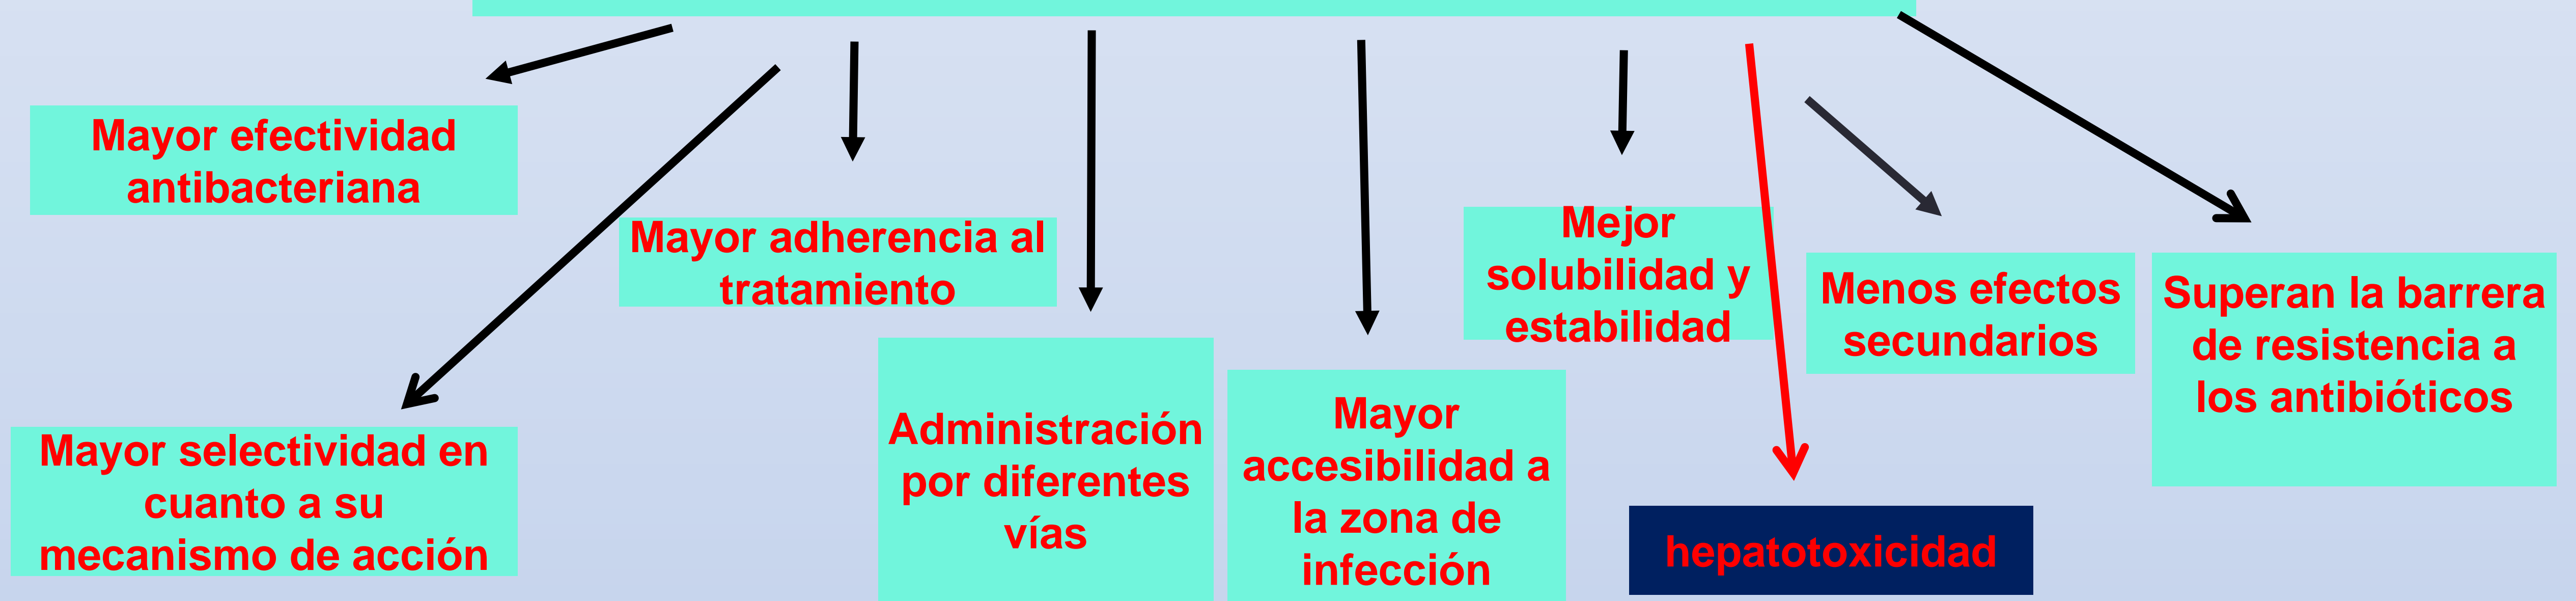 Mayor efectividad
antibacteriana
Mayor selectividad en
cuanto a su
mecanismo de acción
Mayor adherencia al
tratamiento
Administración
por diferentes
vías
Mayor
accesibilidad a
la zona de
infección
Mejor
solubilidad y
estabilidad
hepatotoxicidad
Menos efectos
secundarios
Superan la barrera
de resistencia a
los antibióticos